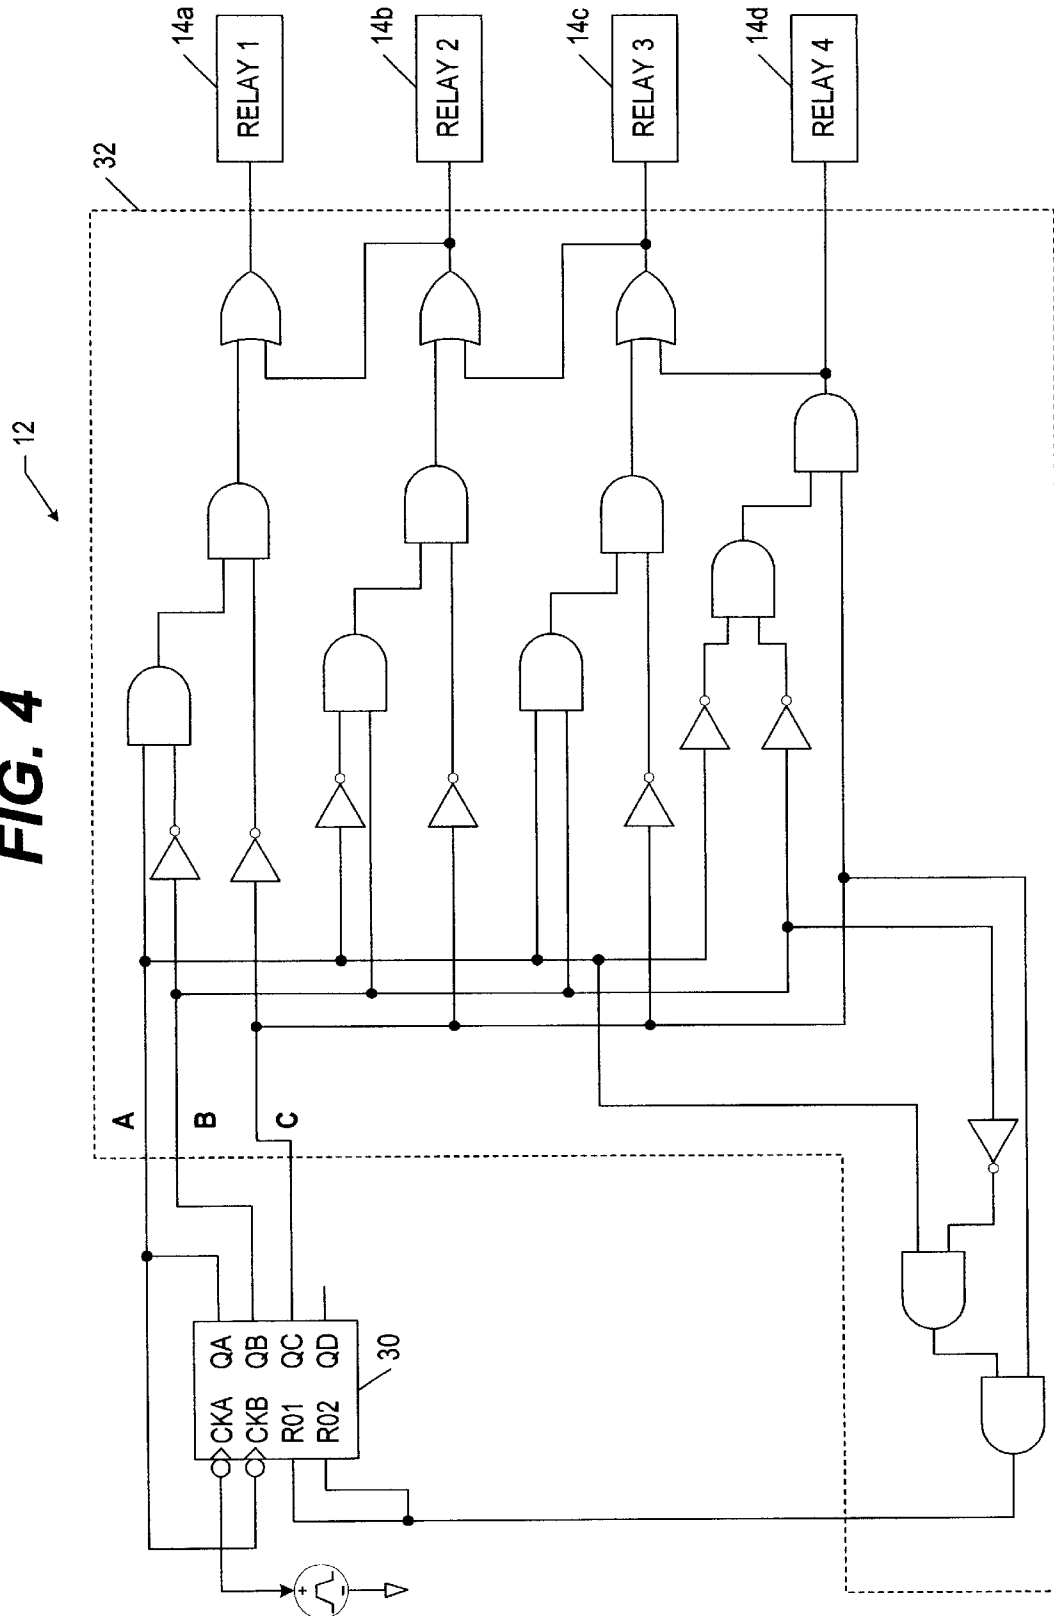 FIG. 4
12
32
14a
RELAY 1
14b
RELAY 2
14c
RELAY 3
14d
RELAY 4
A
B
C
CKA QA
CKB QB
R01 QC
R02 QD
30
+
−